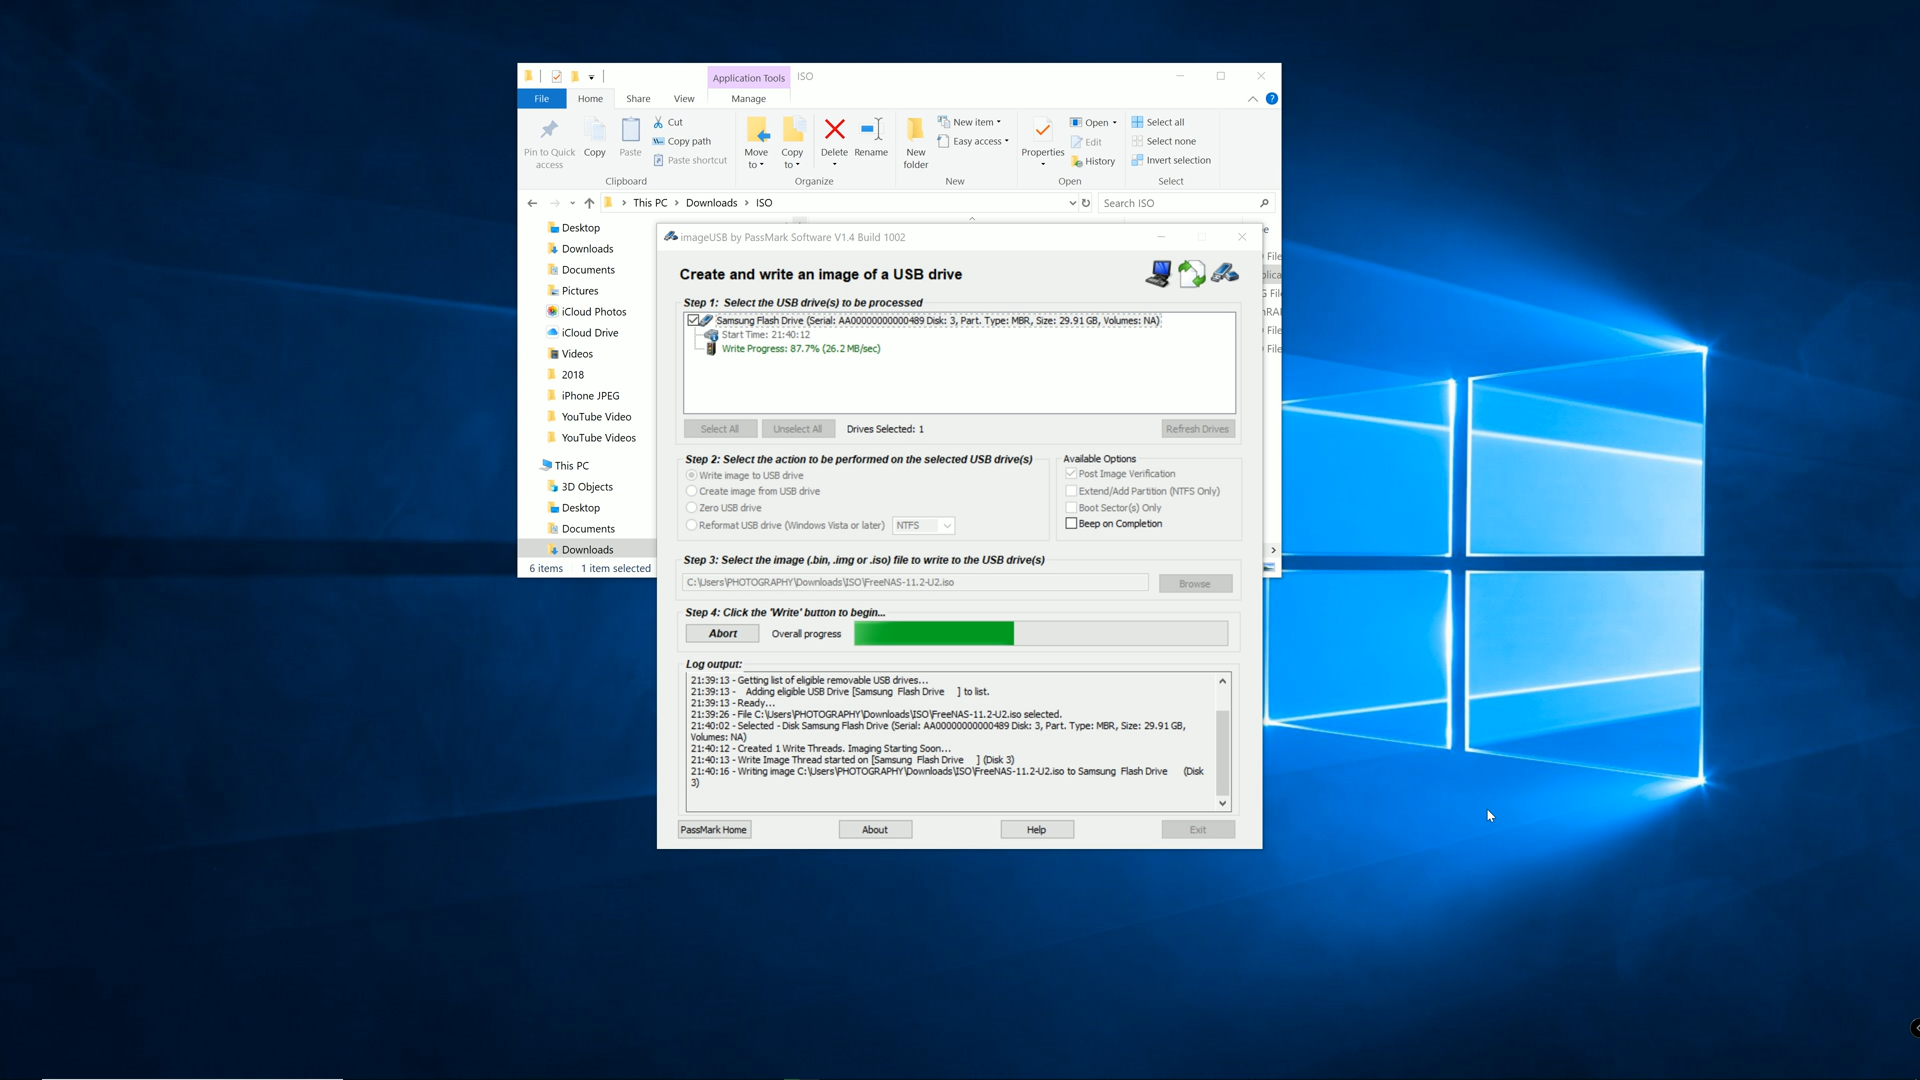 Application Tools
ISO
File
Home
Share
View
Manage
Pin to Quick
access
Copy
Paste
Cut
Copy path
Paste shortcut
Clipboard
Move
to
Copy
to
Delete
Rename
Organize
New
folder
New item
Easy access
New
Properties
Open
Edit
History
Open
Select all
Select none
Invert selection
Select
This PC > Downloads > ISO
Search ISO
Desktop
Downloads
Documents
Pictures
iCloud Photos
iCloud Drive
Videos
2018
iPhone JPEG
YouTube Video
YouTube Videos
This PC
3D Objects
Desktop
Documents
Downloads
6 items
1 item selected
imageUSB by PassMark Software V1.4 Build 1002
Create and write an image of a USB drive
Step 1: Select the USB drive(s) to be processed
Samsung Flash Drive (Serial: AA00000000000489 Disk: 3, Part. Type: MBR, Size: 29.91 GB, Volumes: NA)
Start Time: 21:40:12
Write Progress: 87.7% (26.2 MB/sec)
Select All
Unselect All
Drives Selected: 1
Refresh Drives
Step 2: Select the action to be performed on the selected USB drive(s)
Write image to USB drive
Create image from USB drive
Zero USB drive
Reformat USB drive (Windows Vista or later)
NTFS
Available Options
Post Image Verification
Extend/Add Partition (NTFS Only)
Boot Sector(s) Only
Beep on Completion
Step 3: Select the image (.bin, .img or .iso) file to write to the USB drive(s)
C:\Users\PHOTOGRAPHY\Downloads\ISO\FreeNAS-11.2-U2.iso
Browse
Step 4: Click the 'Write' button to begin...
Abort
Overall progress
Log output:
21:39:13 - Getting list of eligible removable USB drives...
21:39:13 - Adding eligible USB Drive [Samsung Flash Drive ] to list.
21:39:13 - Ready...
21:39:26 - File C:\Users\PHOTOGRAPHY\Downloads\ISO\FreeNAS-11.2-U2.iso selected.
21:40:02 - Selected - Disk Samsung Flash Drive (Serial: AA00000000000489 Disk: 3, Part. Type: MBR, Size: 29.91 GB,
Volumes: NA)
21:40:12 - Created 1 Write Threads. Imaging Starting Soon...
21:40:13 - Write Image Thread started on [Samsung Flash Drive ] (Disk 3)
21:40:16 - Writing image C:\Users\PHOTOGRAPHY\Downloads\ISO\FreeNAS-11.2-U2.iso to Samsung Flash Drive (Disk
3)
PassMark Home
About
Help
Exit